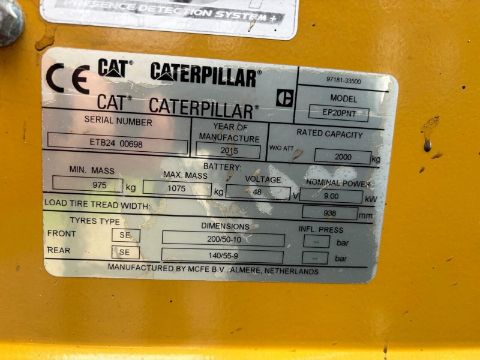 PRESENCE DETECTION SYSTEM+
CE CAT CATERPILLAR 97181-33500
CAT CATERPILLAR MODEL
EP20PNT
SERIAL NUMBER YEAR OF MANUFACTURE RATED CAPACITY
ETB24 00698 2015 W/O ATT 2000 kg
BATTERY:
MIN. MASS MAX. MASS VOLTAGE NOMINAL POWER
975 kg 1075 kg 48 V 9.00 kW
LOAD TIRE TREAD WIDTH: 938 mm
TYRES TYPE DIMENSIONS INFL PRESS
FRONT SE 200/50-10 -- bar
REAR SE 140/55-9 -- bar
MANUFACTURED BY MCFE B.V., ALMERE, NETHERLANDS